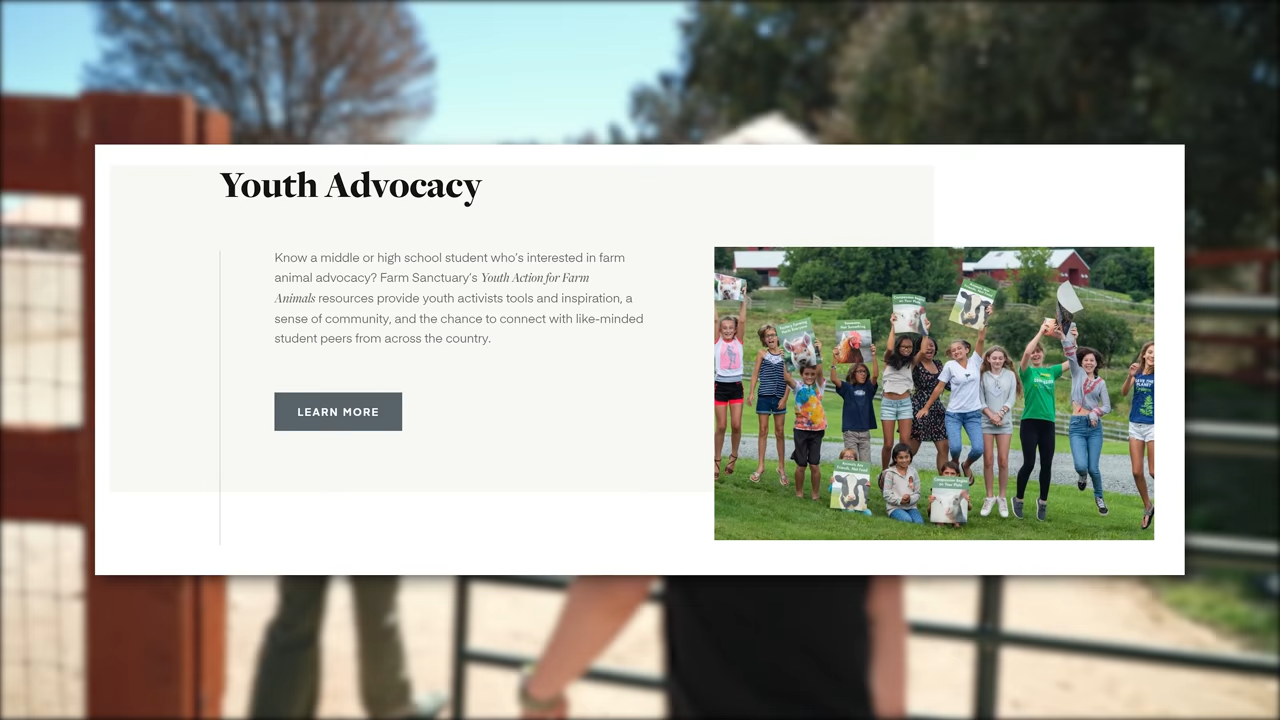 Youth Advocacy
Know a middle or high school student who's interested in farm
animal advocacy? Farm Sanctuary's Youth Action for Farm
Animals resources provide youth activists tools and inspiration, a
sense of community, and the chance to connect with like-minded
student peers from across the country.
LEARN MORE